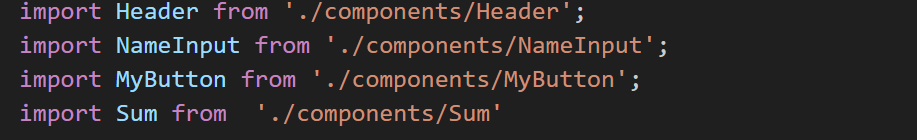 import Header from './components/Header';
import NameInput from './components/NameInput';
import MyButton from './components/MyButton';
import Sum from  './components/Sum'